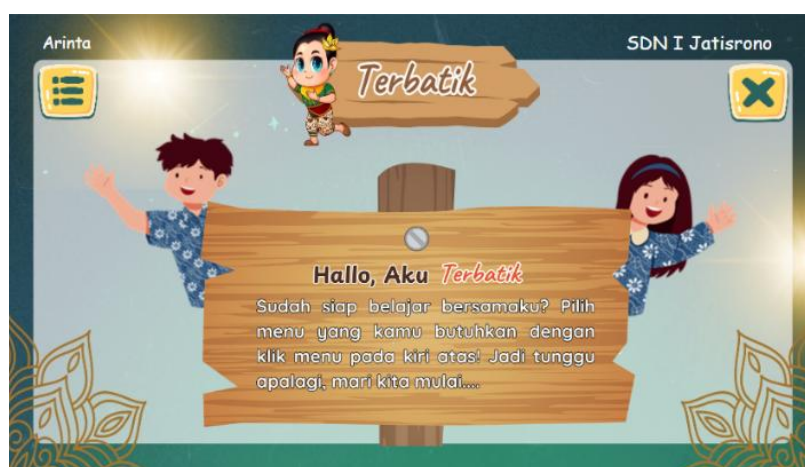 Arinta
SDN I Jatisrono
Terbatik
Hallo, Aku Terbatik
Sudah siap belajar bersamaku? Pilih
menu yang kamu butuhkan dengan
klik menu pada kiri atas! Jadi tunggu
apalagi, mari kita mulai....